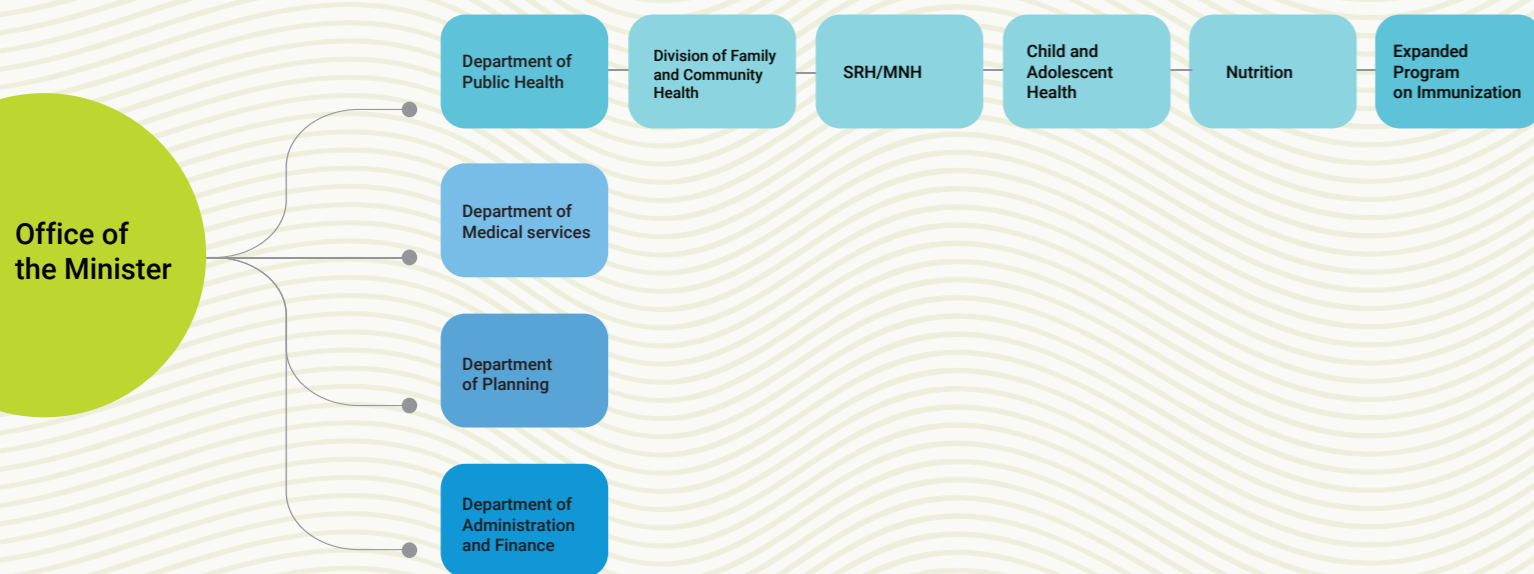 Office of
the Minister
Department of
Public Health
Division of Family
and Community
Health
SRH/MNH
Child and
Adolescent
Health
Nutrition
Expanded
Program
on Immunization
Department of
Medical services
Department
of Planning
Department of
Administration
and Finance